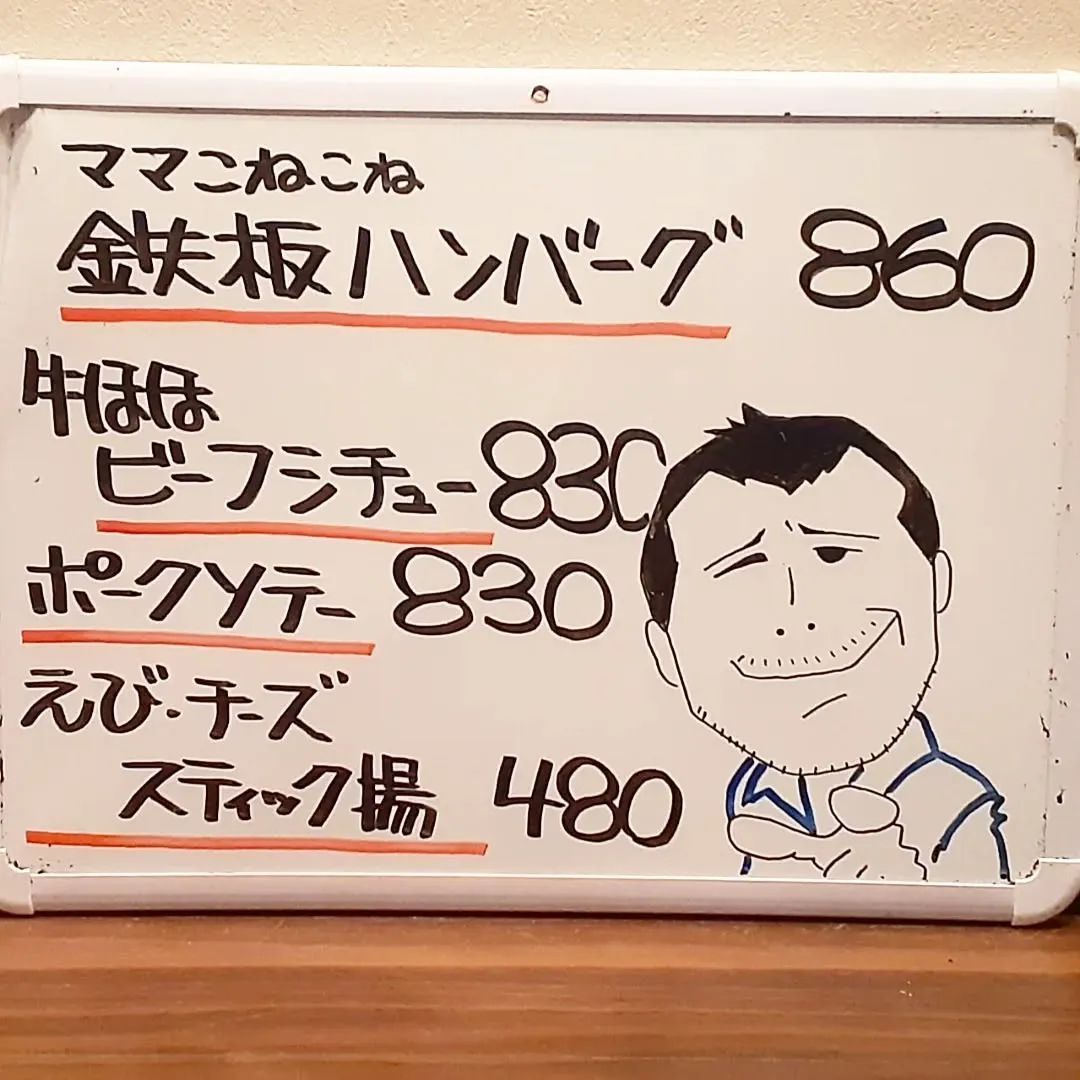 ママこねこね
鉄板ハンバーグ 860
牛ほほ
ビーフシチュー 830
ポークソテー 830
えび・チーズ
スティック揚 480